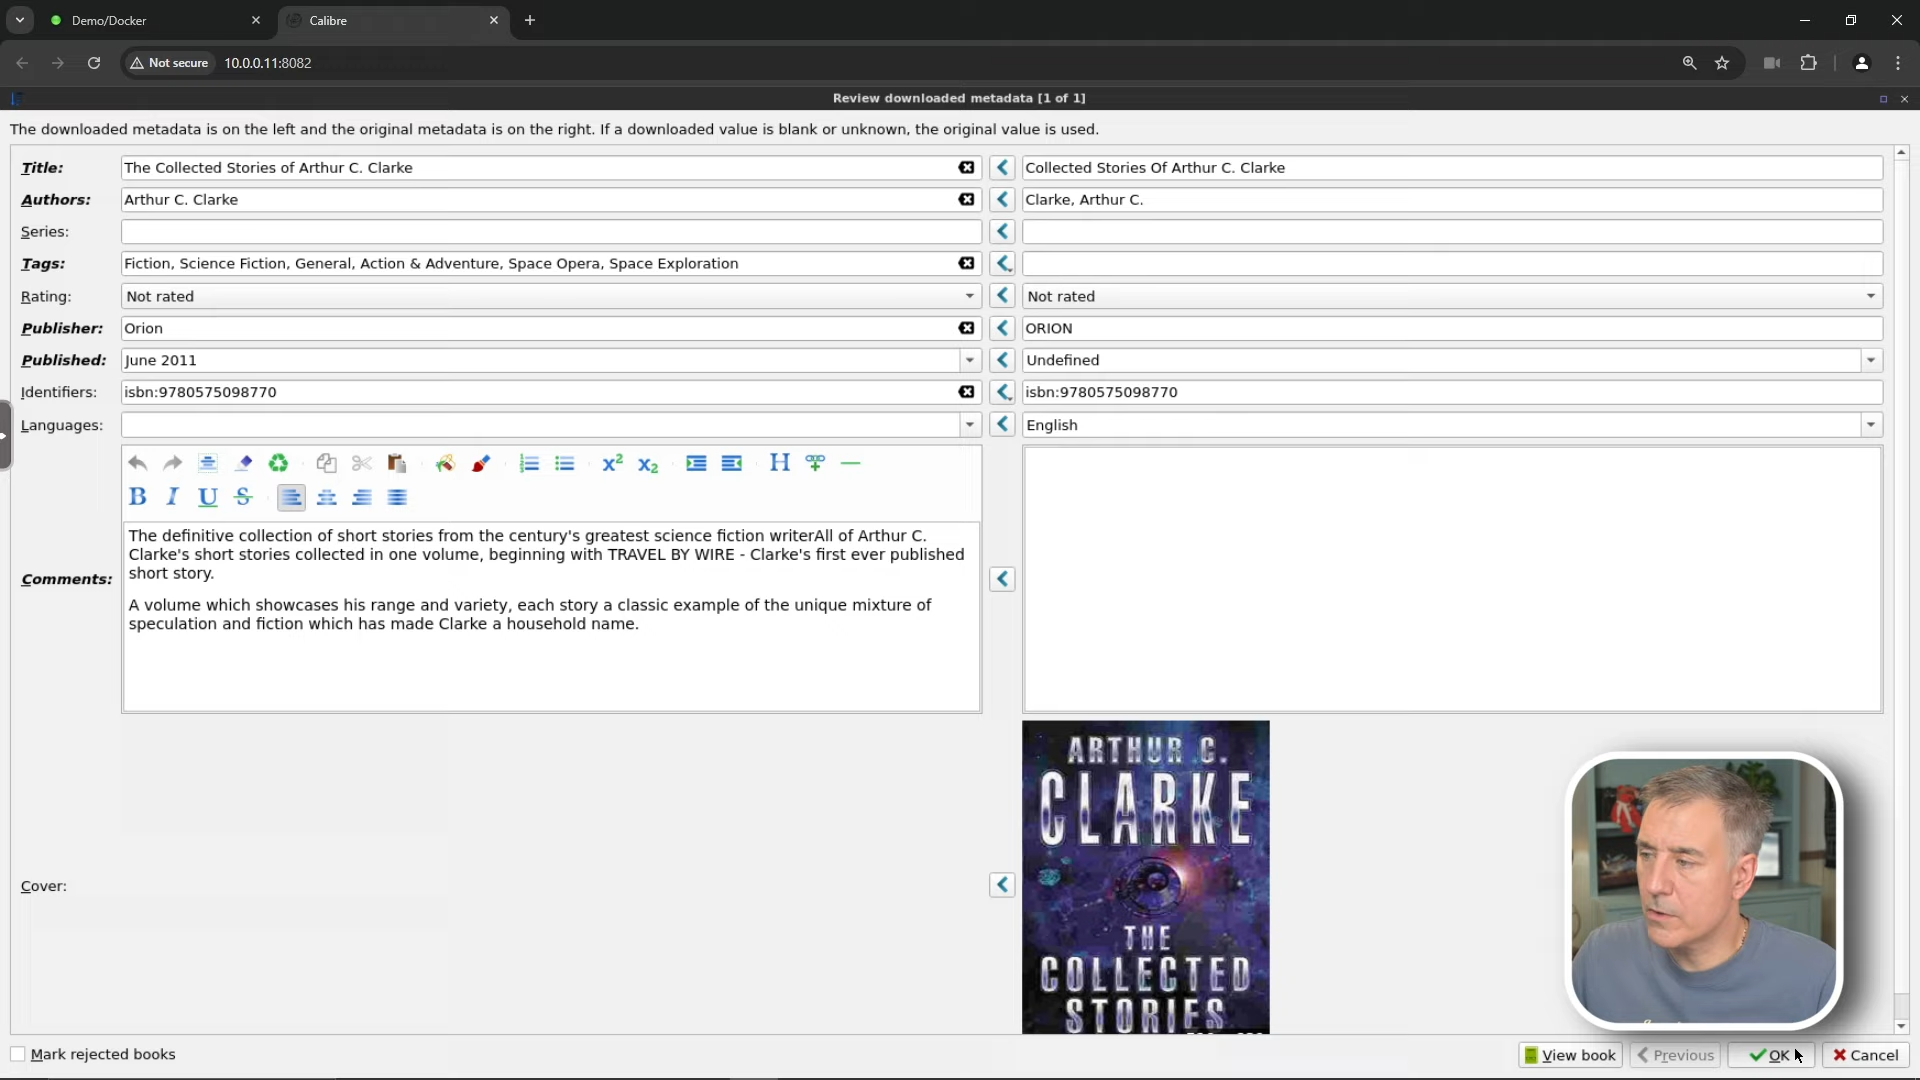 Demo/Docker
Calibre
Not secure
10.0.0.11:8082
Review downloaded metadata [1 of 1]
The downloaded metadata is on the left and the original metadata is on the right. If a downloaded value is blank or unknown, the original value is used.
Title: The Collected Stories of Arthur C. Clarke Collected Stories Of Arthur C. Clarke
Authors: Arthur C. Clarke Clarke, Arthur C.
Series:
Tags: Fiction, Science Fiction, General, Action & Adventure, Space Opera, Space Exploration
Rating: Not rated Not rated
Publisher: Orion ORION
Published: June 2011 Undefined
Identifiers: isbn:9780575098770 isbn:9780575098770
Languages: English
Comments:
The definitive collection of short stories from the century's greatest science fiction writerAll of Arthur C.
Clarke's short stories collected in one volume, beginning with TRAVEL BY WIRE - Clarke's first ever published
short story.
A volume which showcases his range and variety, each story a classic example of the unique mixture of
speculation and fiction which has made Clarke a household name.
Cover:
ARTHUR C.
CLARKE
THE
COLLECTED
STORIES
Mark rejected books
View book
Previous
OK
Cancel